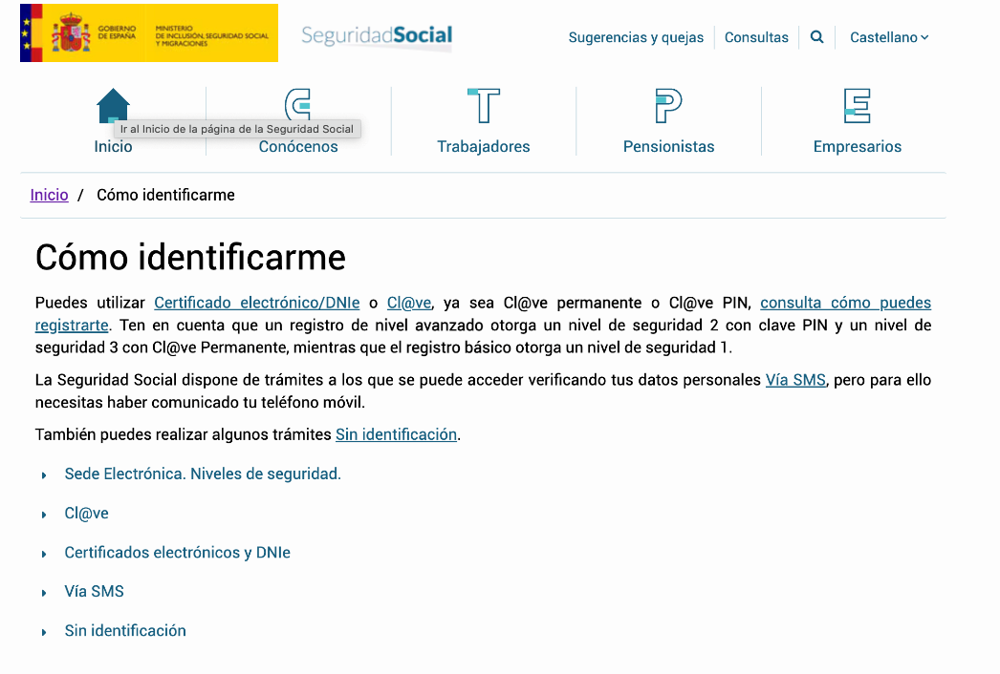 GOBIERNO
DE ESPAÑA
MINISTERIO
DE INCLUSIÓN, SEGURIDAD SOCIAL
Y MIGRACIONES
SeguridadSocial
Sugerencias y quejas
Consultas
Castellano
C
T
P
E
Ir al Inicio de la página de la Seguridad Social
Inicio
Conócenos
Trabajadores
Pensionistas
Empresarios
Inicio / Cómo identificarme
Cómo identificarme
Puedes utilizar Certificado electrónico/DNIe o Cl@ve, ya sea Cl@ve permanente o Cl@ve PIN, consulta cómo puedes
registrarte. Ten en cuenta que un registro de nivel avanzado otorga un nivel de seguridad 2 con clave PIN y un nivel de
seguridad 3 con Cl@ve Permanente, mientras que el registro básico otorga un nivel de seguridad 1.
La Seguridad Social dispone de trámites a los que se puede acceder verificando tus datos personales Vía SMS, pero para ello
necesitas haber comunicado tu teléfono móvil.
También puedes realizar algunos trámites Sin identificación.
Sede Electrónica. Niveles de seguridad.
Cl@ve
Certificados electrónicos y DNIe
Vía SMS
Sin identificación